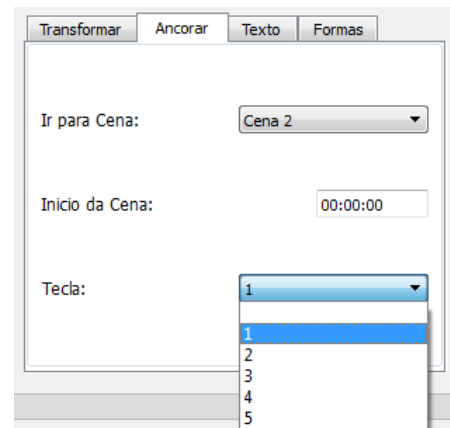 Transformar Ancorar Texto Formas
Ir para Cena: Cena 2
Inicio da Cena: 00:00:00
Tecla: 1
1
2
3
4
5